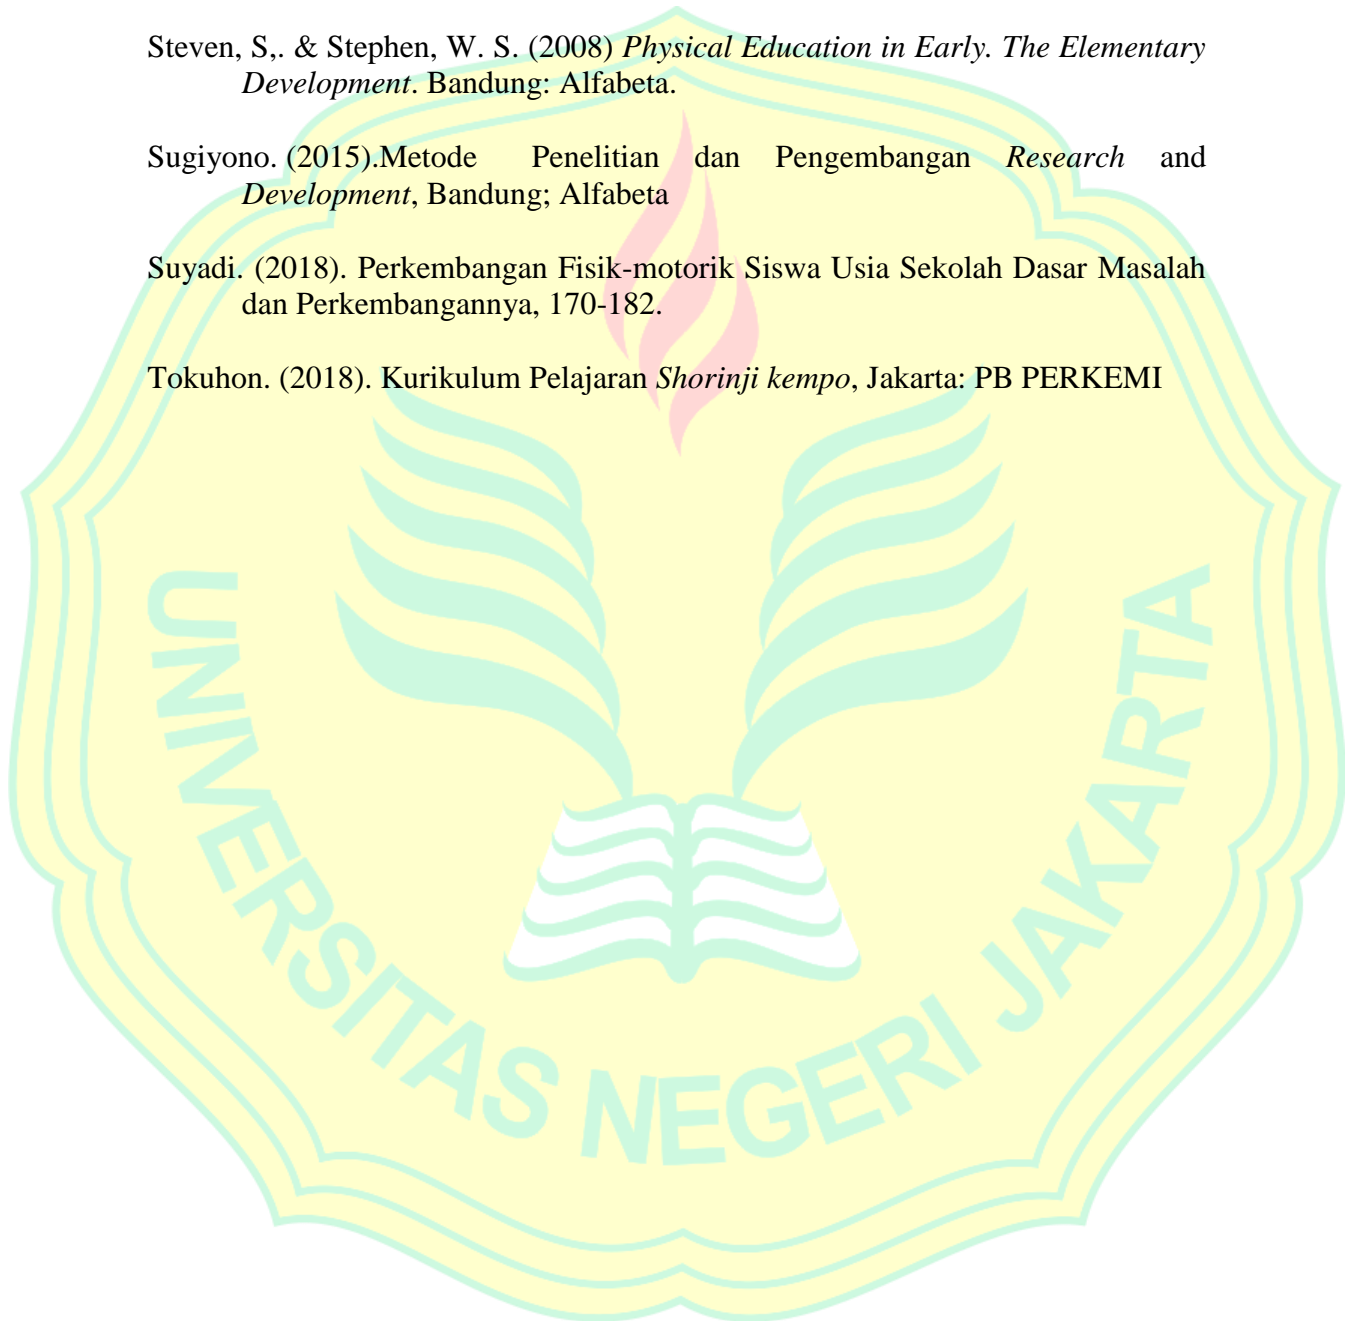 Steven, S,. & Stephen, W. S. (2008) Physical Education in Early. The Elementary
Development. Bandung: Alfabeta.
Sugiyono. (2015).Metode Penelitian dan Pengembangan Research and
Development, Bandung; Alfabeta
Suyadi. (2018). Perkembangan Fisik-motorik Siswa Usia Sekolah Dasar Masalah
dan Perkembangannya, 170-182.
Tokuhon. (2018). Kurikulum Pelajaran Shorinji kempo, Jakarta: PB PERKEMI
UNIVERSITAS NEGERI JAKARTA